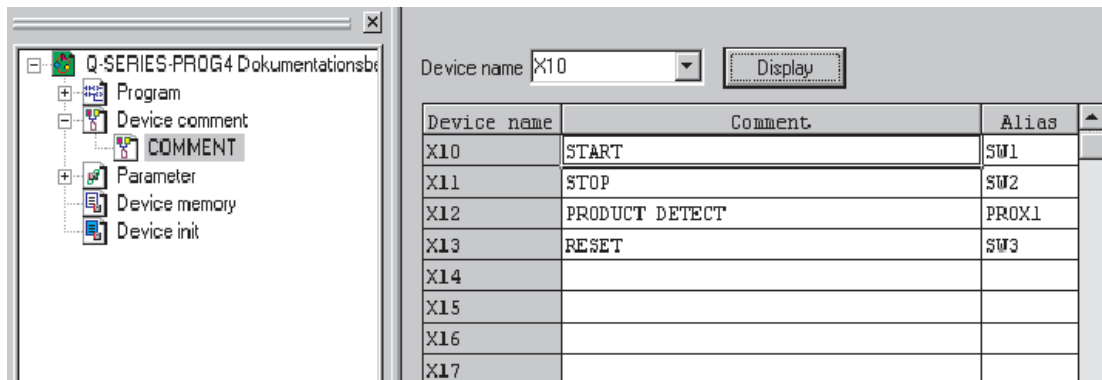 Q-SERIES-PROG4 Dokumentationsbe
Program
Device comment
COMMENT
Parameter
Device memory
Device init
Device name X10 Display
Device name Comment Alias
X10 START SW1
X11 STOP SW2
X12 PRODUCT DETECT PROX1
X13 RESET SW3
X14
X15
X16
X17